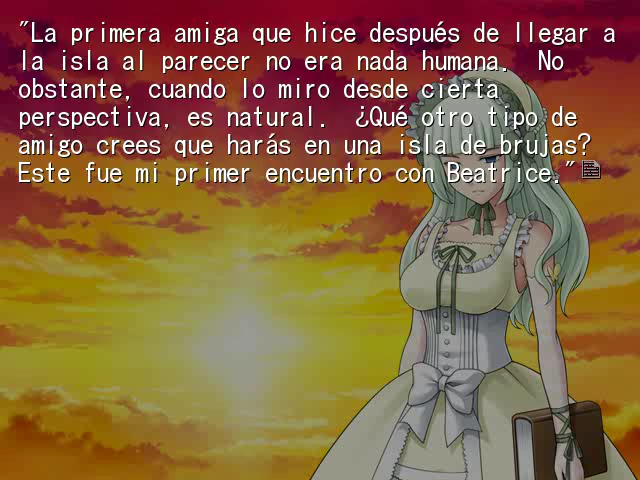 "La primera amiga que hice después de llegar a
la isla al parecer no era nada humana.  No
obstante, cuando lo miro desde cierta
perspectiva, es natural.  ¿Qué otro tipo de
amigo crees que harás en una isla de brujas?
Este fue mi primer encuentro con Beatrice."